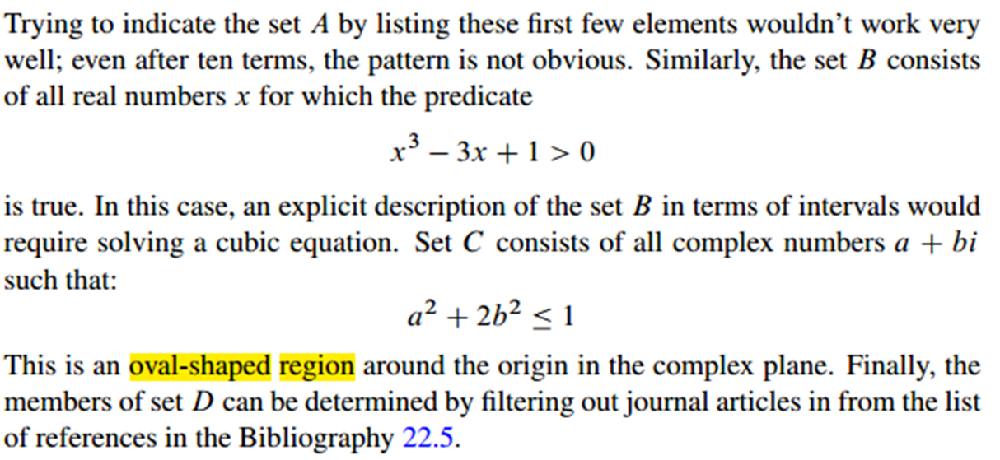 Trying to indicate the set A by listing these first few elements wouldn’t work very
well; even after ten terms, the pattern is not obvious. Similarly, the set B consists
of all real numbers x for which the predicate
x³ − 3x + 1 > 0
is true. In this case, an explicit description of the set B in terms of intervals would
require solving a cubic equation. Set C consists of all complex numbers a + bi
such that:
a² + 2b² ≤ 1
This is an oval-shaped region around the origin in the complex plane. Finally, the
members of set D can be determined by filtering out journal articles in from the list
of references in the Bibliography 22.5.